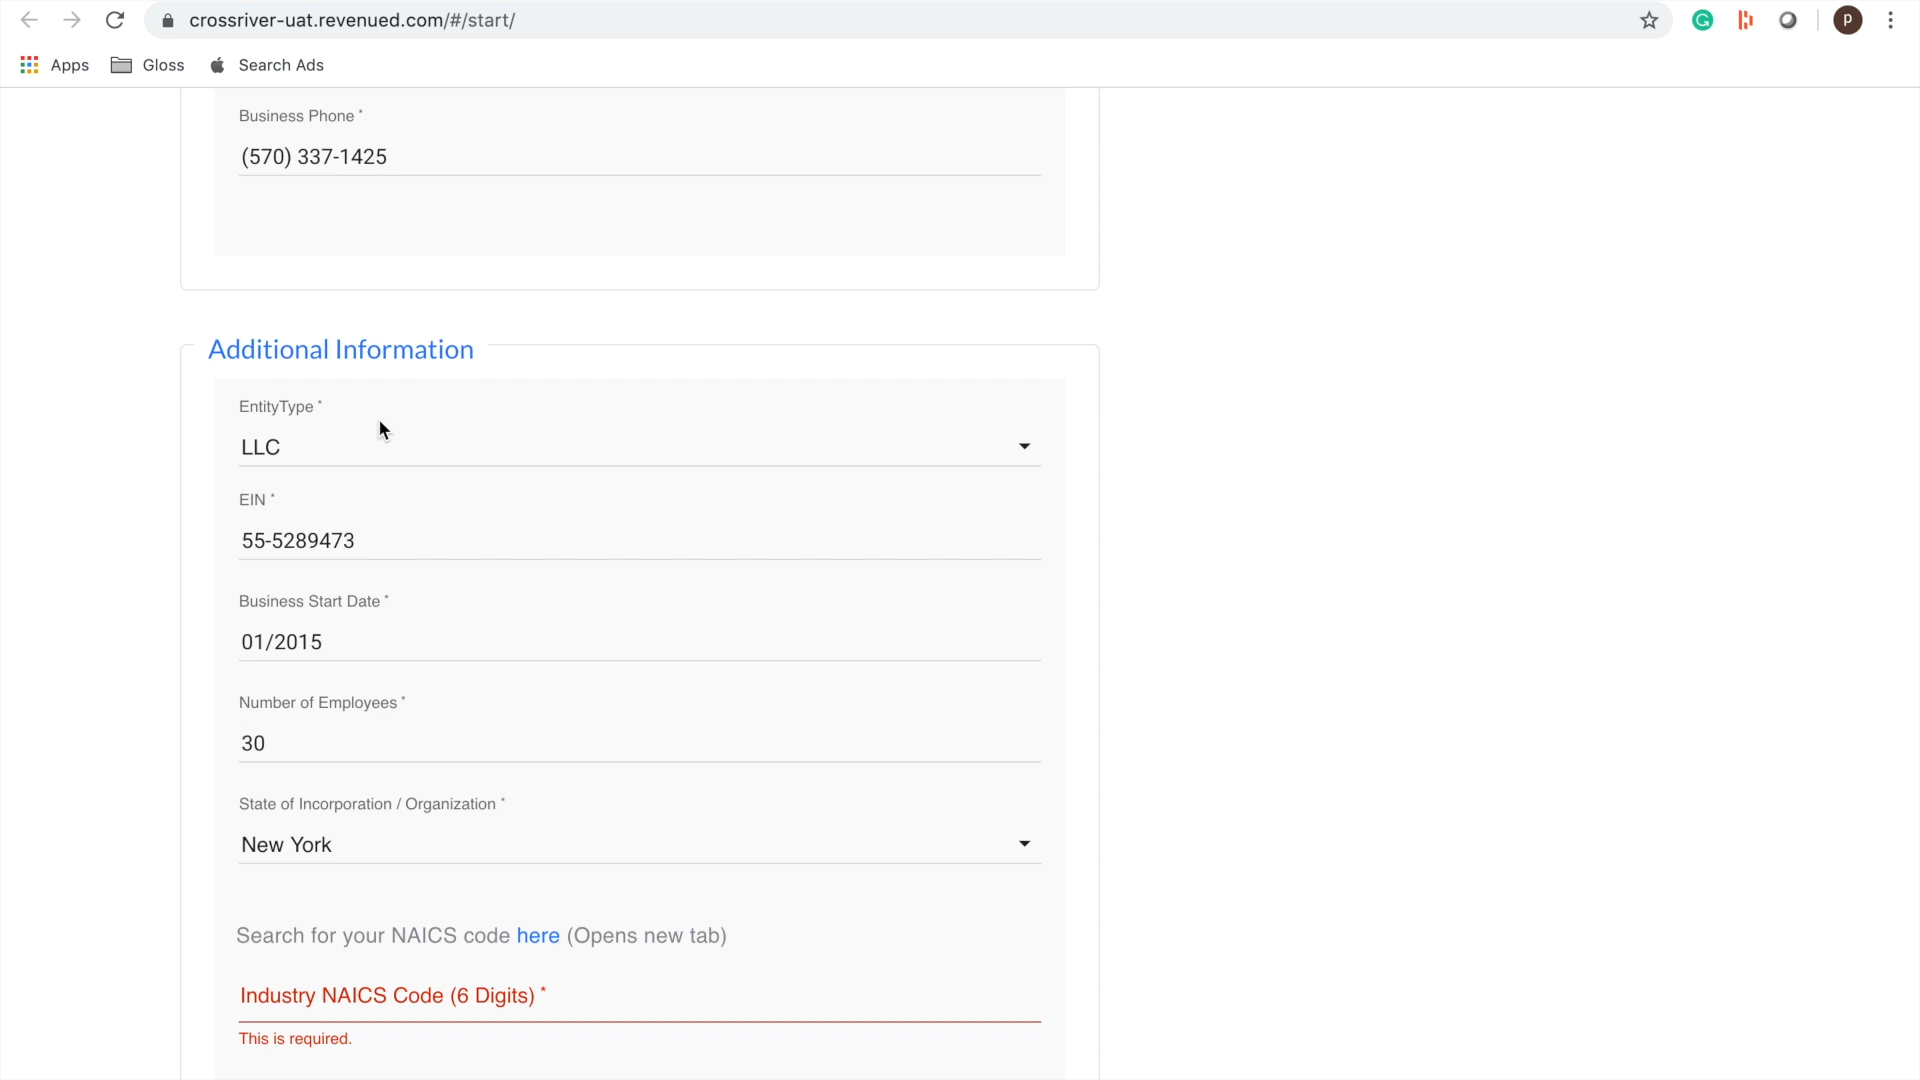 crossriver-uat.revenued.com/#/start/
P
Apps
Gloss
Search Ads
Business Phone *
(570) 337-1425
Additional Information
EntityType *
LLC
EIN *
55-5289473
Business Start Date *
01/2015
Number of Employees *
30
State of Incorporation / Organization *
New York
Search for your NAICS code here (Opens new tab)
Industry NAICS Code (6 Digits) *
This is required.